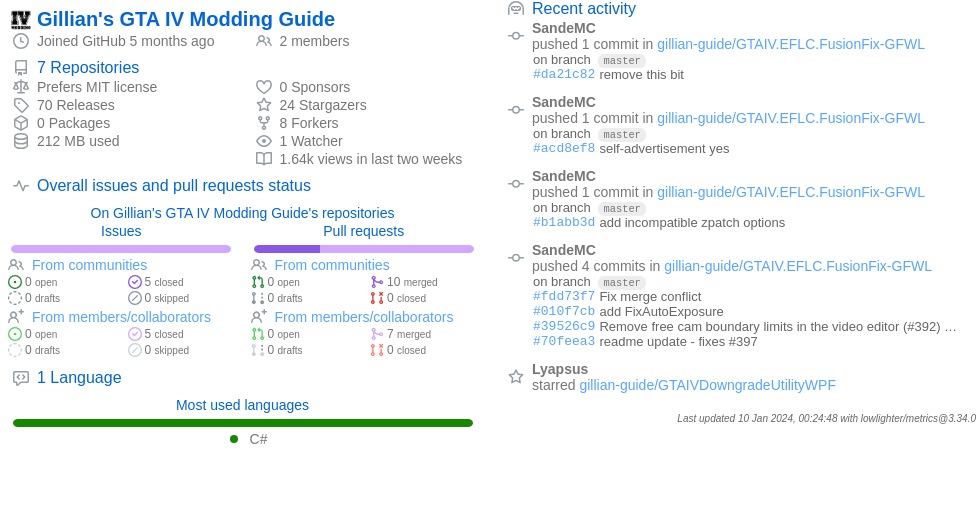 Gillian's GTA IV Modding Guide
Joined GitHub 5 months ago
2 members
7 Repositories
Prefers MIT license
0 Sponsors
70 Releases
24 Stargazers
0 Packages
8 Forkers
212 MB used
1 Watcher
1.64k views in last two weeks
Overall issues and pull requests status
On Gillian's GTA IV Modding Guide's repositories
Issues
Pull requests
From communities
0 open
5 closed
0 drafts
0 skipped
From members/collaborators
0 open
5 closed
0 drafts
0 skipped
From communities
0 open
10 merged
0 drafts
0 closed
From members/collaborators
0 open
7 merged
0 drafts
0 closed
1 Language
Most used languages
C#
Recent activity
SandeMC
pushed 1 commit in gillian-guide/GTAIV.EFLC.FusionFix-GFWL
on branch master
#da21c82 remove this bit
SandeMC
pushed 1 commit in gillian-guide/GTAIV.EFLC.FusionFix-GFWL
on branch master
#acd8ef8 self-advertisement yes
SandeMC
pushed 1 commit in gillian-guide/GTAIV.EFLC.FusionFix-GFWL
on branch master
#b1abb3d add incompatible zpatch options
SandeMC
pushed 4 commits in gillian-guide/GTAIV.EFLC.FusionFix-GFWL
on branch master
#fdd73f7 Fix merge conflict
#010f7cb add FixAutoExposure
#39526c9 Remove free cam boundary limits in the video editor (#392) …
#70feea3 readme update - fixes #397
Lyapsus
starred gillian-guide/GTAIVDowngradeUtilityWPF
Last updated 10 Jan 2024, 00:24:48 with lowlighter/metrics@3.34.0